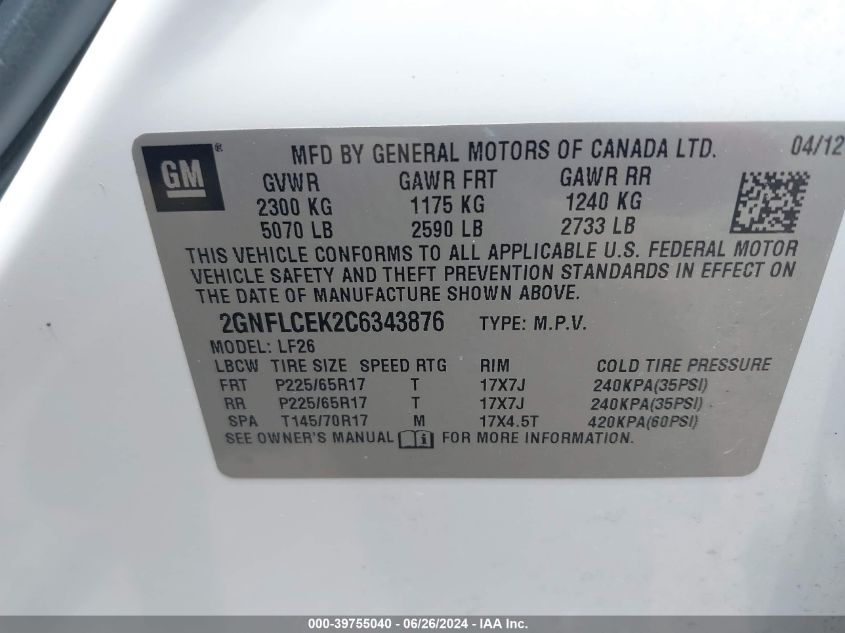 GM ® MFD BY GENERAL MOTORS OF CANADA LTD. 04/12
GVWR GAWR FRT GAWR RR
2300 KG 1175 KG 1240 KG
5070 LB 2590 LB 2733 LB
THIS VEHICLE CONFORMS TO ALL APPLICABLE U.S. FEDERAL MOTOR
VEHICLE SAFETY AND THEFT PREVENTION STANDARDS IN EFFECT ON
THE DATE OF MANUFACTURE SHOWN ABOVE.
2GNFLCEK2C6343876 TYPE: M.P.V.
MODEL: LF26
LBCW TIRE SIZE SPEED RTG RIM COLD TIRE PRESSURE
FRT P225/65R17 T 17X7J 240KPA(35PSI)
RR P225/65R17 T 17X7J 240KPA(35PSI)
SPA T145/70R17 M 17X4.5T 420KPA(60PSI)
SEE OWNER'S MANUAL FOR MORE INFORMATION.
000-39755040 - 06/26/2024 - IAA Inc.